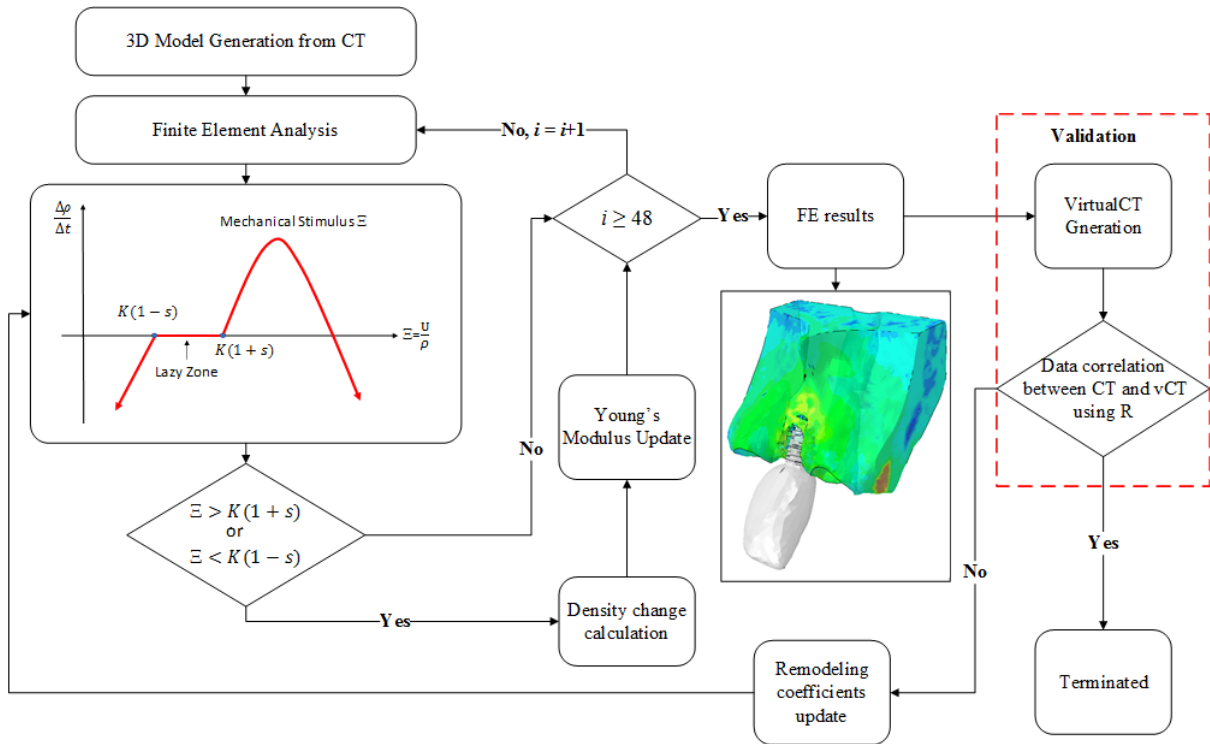 3D Model Generation from CT
Finite Element Analysis
No, i = i+1
Δρ
Δt
Mechanical Stimulus Ξ
K(1 − s)
K(1 + s)
Lazy Zone
Ξ=U
ρ
Ξ > K(1 + s)
or
Ξ < K(1 − s)
Yes
No
Density change
calculation
Young’s
Modulus Update
i ≥ 48
Yes
FE results
Validation
VirtualCT
Gneration
Data correlation
between CT and vCT
using R
No
Yes
Remodeling
coefficients
update
Terminated